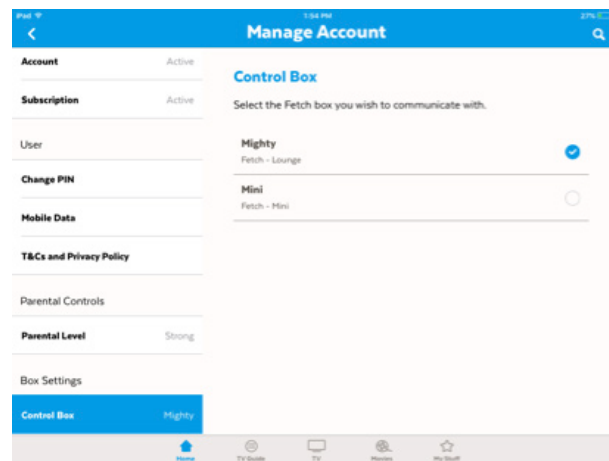 iPad 1:54 PM 27%
Manage Account
Account Active
Subscription Active
User
Change PIN
Mobile Data
T&Cs and Privacy Policy
Parental Controls
Parental Level Strong
Box Settings
Control Box Mighty
Control Box
Select the Fetch box you wish to communicate with.
Mighty
Fetch - Lounge
Mini
Fetch - Mini
Home TV Guide TV Movies My Stuff